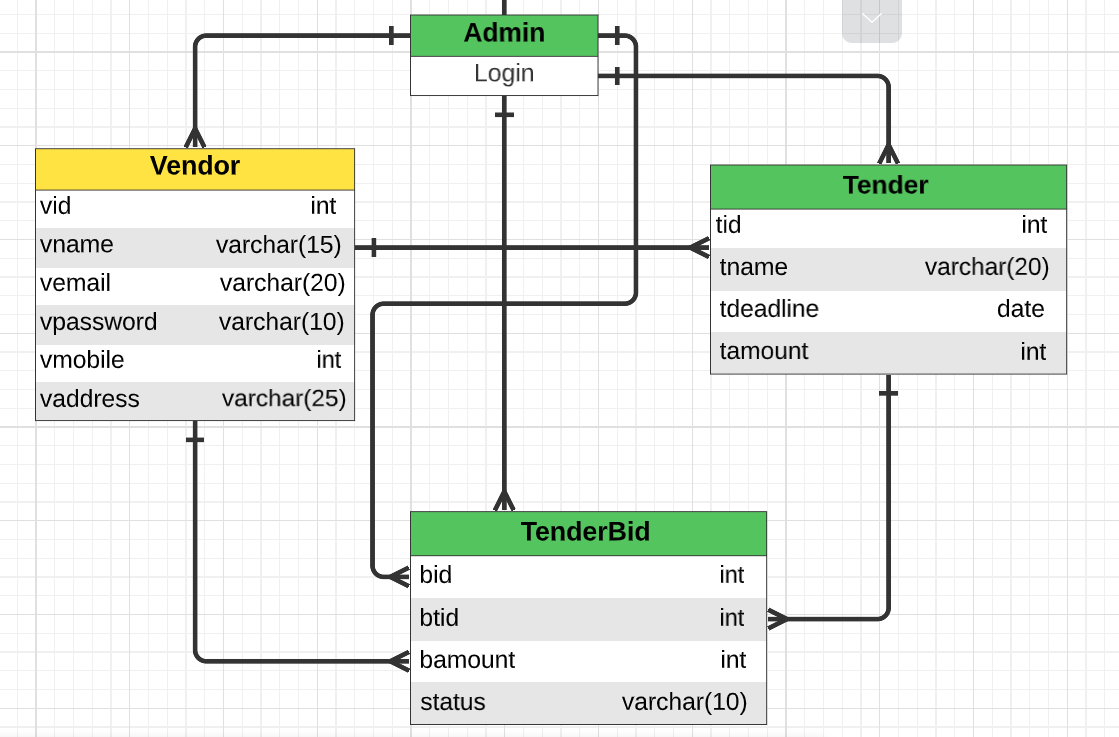 Admin
Login
Vendor
vid int
vname varchar(15)
vemail varchar(20)
vpassword varchar(10)
vmobile int
vaddress varchar(25)
Tender
tid int
tname varchar(20)
tdeadline date
tamount int
TenderBid
bid int
btid int
bamount int
status varchar(10)